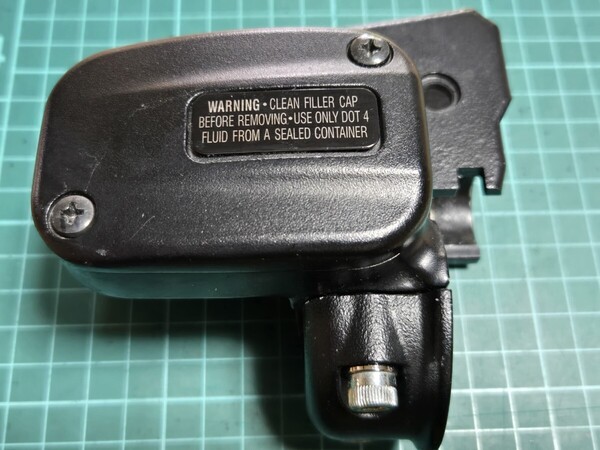 WARNING • CLEAN FILLER CAP
BEFORE REMOVING • USE ONLY DOT 4
FLUID FROM A SEALED CONTAINER